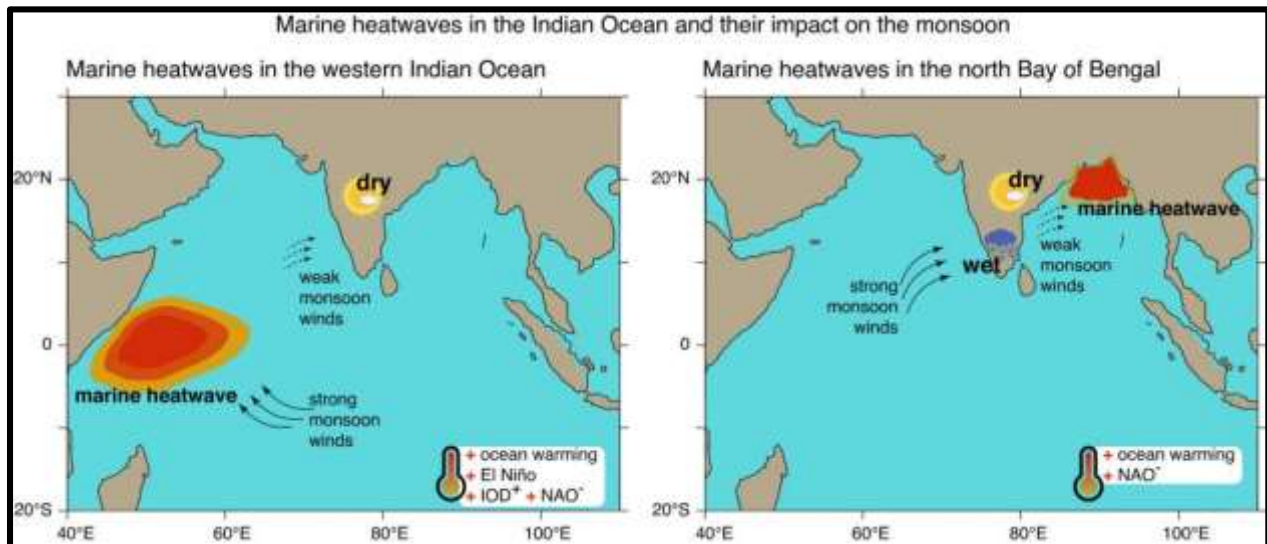 Marine heatwaves in the Indian Ocean and their impact on the monsoon
Marine heatwaves in the western Indian Ocean
20°N
0
20°S
40°E
60°E
80°E
100°E
dry
weak
monsoon
winds
marine heatwave
strong
monsoon
winds
+ ocean warming
+ El Niño
+ IOD⁺ + NAO⁻
Marine heatwaves in the north Bay of Bengal
20°N
0
20°S
40°E
60°E
80°E
100°E
dry
marine heatwave
wet
weak
monsoon
winds
strong
monsoon
winds
+ ocean warming
+ NAO⁻